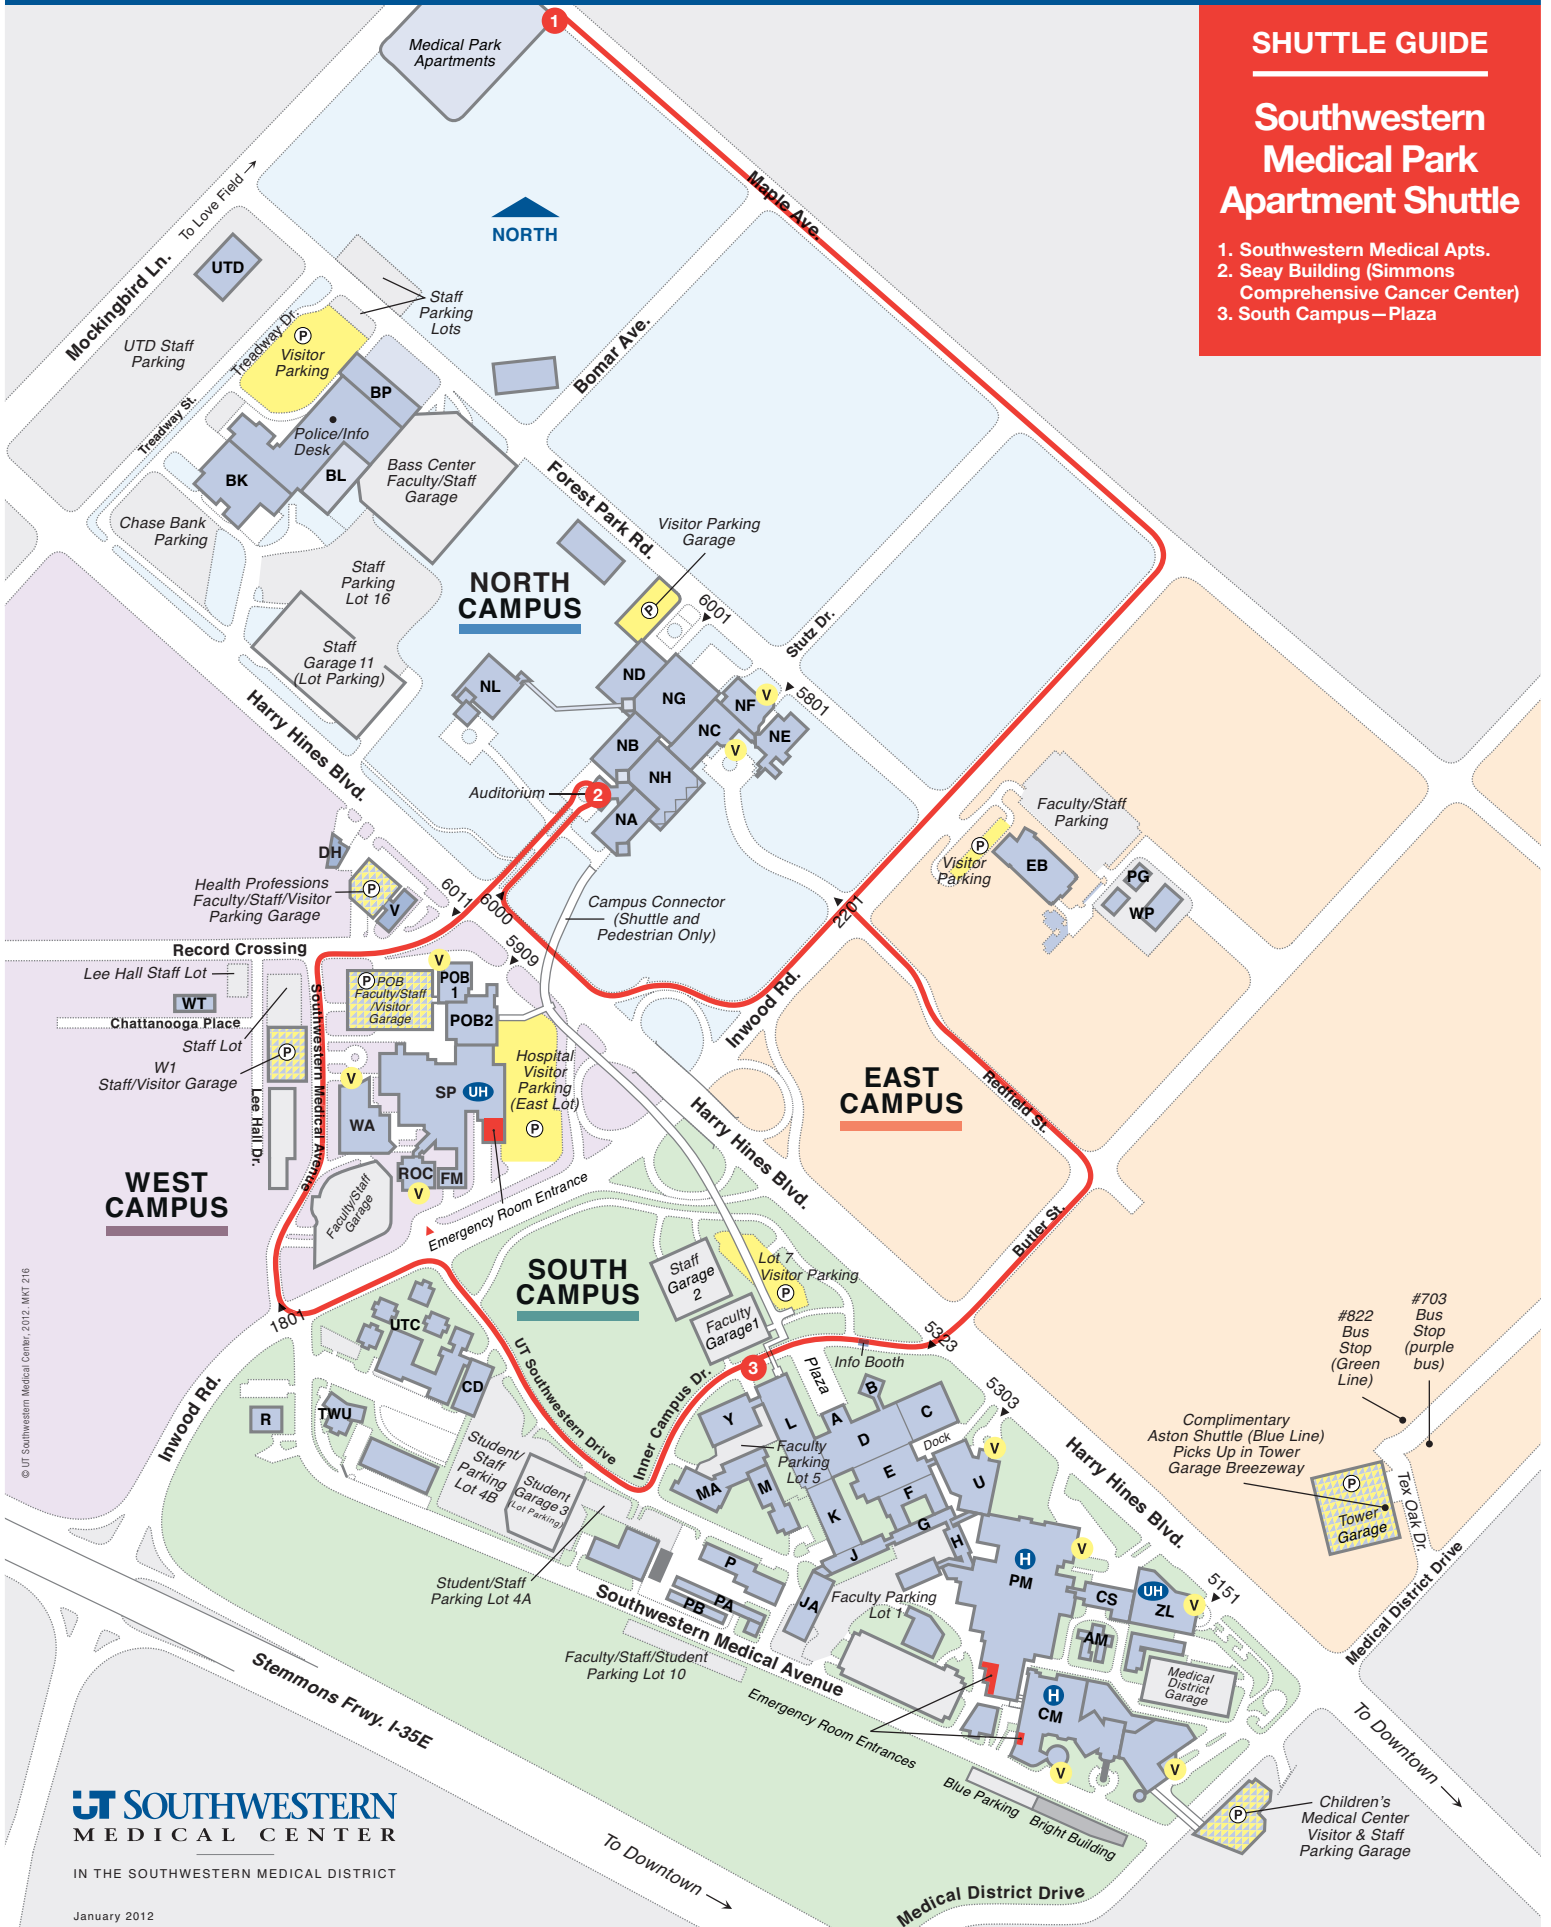 SHUTTLE GUIDE
Southwestern
Medical Park
Apartment Shuttle
1. Southwestern Medical Apts.
2. Seay Building (Simmons
Comprehensive Cancer Center)
3. South Campus—Plaza
1
Medical Park
Apartments
Maple Ave.
To Love Field
Mockingbird Ln.
NORTH
UTD
Staff
Parking
Lots
UTD Staff
Parking
Treadway Dr.
P
Visitor
Parking
Bomar Ave.
Treadway St.
BP
Police/Info
Desk
BL
BK
Bass Center
Faculty/Staff
Garage
Forest Park Rd.
Chase Bank
Parking
Visitor Parking
Garage
Staff
Parking
Lot 16
NORTH
CAMPUS
P
6001
Stutz Dr.
Staff
Garage 11
(Lot Parking)
NL
ND
NG
NF
V
5801
NC
NE
NB
V
NH
Harry Hines Blvd.
Auditorium
2
NA
Faculty/Staff
Parking
P
Visitor
Parking
EB
PG
WP
DH
Health Professions
Faculty/Staff/Visitor
Parking Garage
P
V
6011
6000
5909
Campus Connector
(Shuttle and
Pedestrian Only)
2201
Record Crossing
Lee Hall Staff Lot
WT
Chattanooga Place
Staff Lot
W1
Staff/Visitor Garage
P
Southwestern Medical Avenue
V
P POB
Faculty/Staff
/Visitor
Garage
POB
1
POB2
Inwood Rd.
Hospital
Visitor
Parking
(East Lot)
P
SP
UH
V
WA
EAST
CAMPUS
Redfield St.
Lee Hall Dr.
Harry Hines Blvd.
WEST
CAMPUS
ROC
FM
V
Faculty/Staff
Garage
Emergency Room Entrance
Butler St.
SOUTH
CAMPUS
Staff
Garage
2
Lot 7
Visitor Parking
P
Faculty
Garage1
1801
UTC
5323
Info Booth
3
Plaza
#822
Bus
Stop
(Green
Line)
#703
Bus
Stop
(purple
bus)
UT Southwestern Drive
Inner Campus Dr.
CD
R
TWU
Inwood Rd.
B
Y
L
A
C
D
5303
Dock
V
Faculty
Parking
Lot 5
E
Student/
Staff
Parking
Lot 4B
Student
Garage 3
(Lot Parking)
MA
M
F
U
K
G
H
J
Harry Hines Blvd.
Complimentary
Aston Shuttle (Blue Line)
Picks Up in Tower
Garage Breezeway
P
Tower
Garage
Tex Oak Dr.
Medical District Drive
Student/Staff
Parking Lot 4A
P
PB
PA
JA
Faculty Parking
Lot 1
H
PM
V
CS
UH
ZL
V
5151
AM
Southwestern Medical Avenue
Faculty/Staff/Student
Parking Lot 10
Medical
District
Garage
H
CM
V
V
Emergency Room Entrances
Stemmons Frwy. I-35E
Blue Parking
Bright Building
P
Children's
Medical Center
Visitor & Staff
Parking Garage
To Downtown
To Downtown
Medical District Drive
© UT Southwestern Medical Center, 2012. MKT 216
UT SOUTHWESTERN
MEDICAL CENTER
IN THE SOUTHWESTERN MEDICAL DISTRICT
January 2012